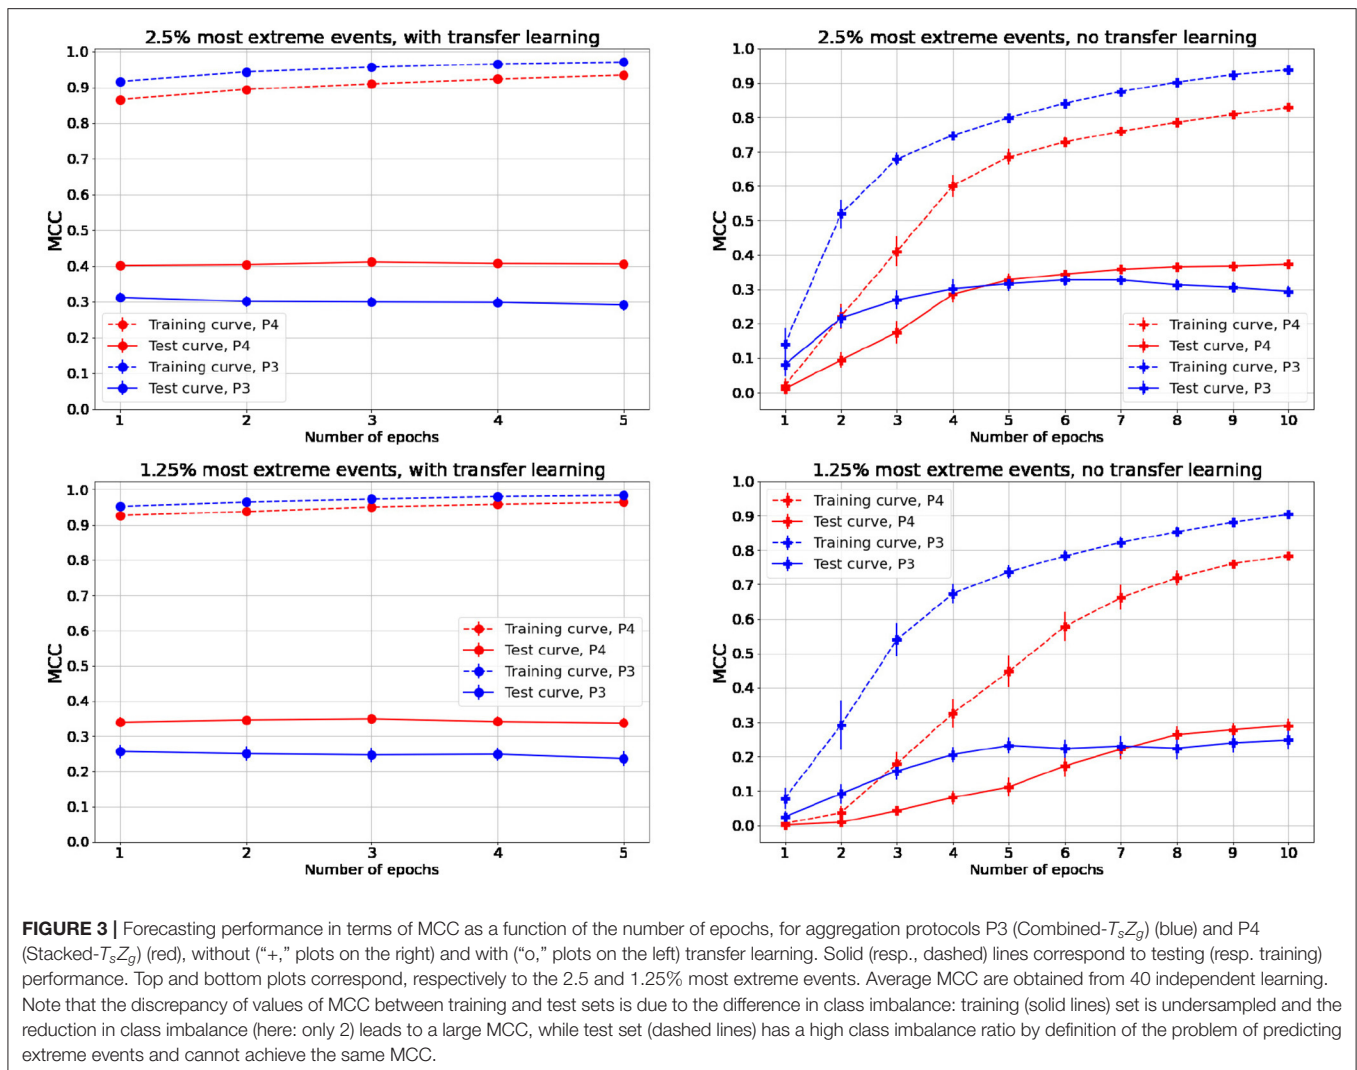 2.5% most extreme events, with transfer learning
1.0
0.9
0.8
0.7
0.6
0.5
0.4
0.3
0.2
0.1
0.0
MCC
Training curve, P4
Test curve, P4
Training curve, P3
Test curve, P3
1 2 3 4 5
Number of epochs
2.5% most extreme events, no transfer learning
1.0
0.9
0.8
0.7
0.6
0.5
0.4
0.3
0.2
0.1
0.0
MCC
Training curve, P4
Test curve, P4
Training curve, P3
Test curve, P3
1 2 3 4 5 6 7 8 9 10
Number of epochs
1.25% most extreme events, with transfer learning
1.0
0.9
0.8
0.7
0.6
0.5
0.4
0.3
0.2
0.1
0.0
MCC
Training curve, P4
Test curve, P4
Training curve, P3
Test curve, P3
1 2 3 4 5
Number of epochs
1.25% most extreme events, no transfer learning
1.0
0.9
0.8
0.7
0.6
0.5
0.4
0.3
0.2
0.1
0.0
MCC
Training curve, P4
Test curve, P4
Training curve, P3
Test curve, P3
1 2 3 4 5 6 7 8 9 10
Number of epochs
FIGURE 3 | Forecasting performance in terms of MCC as a function of the number of epochs, for aggregation protocols P3 (Combined-TsZg) (blue) and P4
(Stacked-TsZg) (red), without (“+,” plots on the right) and with (“o,” plots on the left) transfer learning. Solid (resp., dashed) lines correspond to testing (resp. training)
performance. Top and bottom plots correspond, respectively to the 2.5 and 1.25% most extreme events. Average MCC are obtained from 40 independent learning.
Note that the discrepancy of values of MCC between training and test sets is due to the difference in class imbalance: training (solid lines) set is undersampled and the
reduction in class imbalance (here: only 2) leads to a large MCC, while test set (dashed lines) has a high class imbalance ratio by definition of the problem of predicting
extreme events and cannot achieve the same MCC.